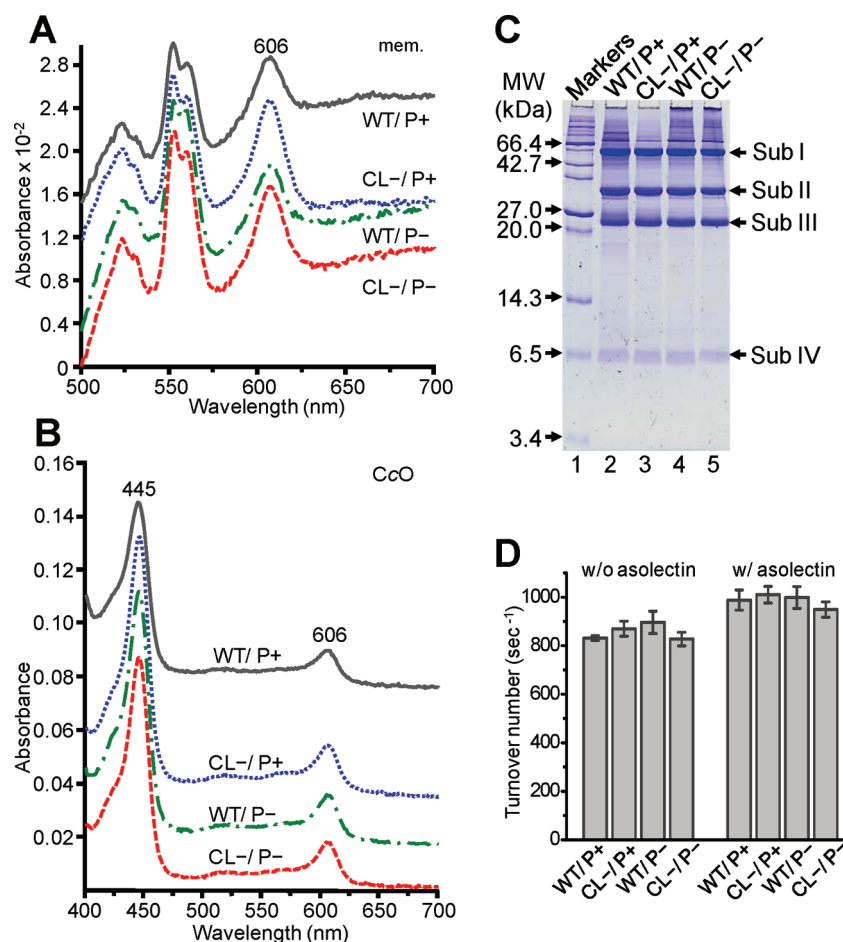 A
mem.
606
Absorbance x 10⁻²
2.8
2.4
2.0
1.6
1.2
0.8
0.4
0
WT/ P+
CL−/ P+
WT/ P−
CL−/ P−
500 550 600 650 700
Wavelength (nm)
B
CcO
445
606
Absorbance
0.16
0.14
0.12
0.10
0.08
0.06
0.04
0.02
WT/ P+
CL−/ P+
WT/ P−
CL−/ P−
400 450 500 550 600 650 700
Wavelength (nm)
C
MW
(kDa)
Markers WT/ P+ CL−/ P+ WT/ P− CL−/ P−
66.4
42.7
27.0
20.0
14.3
6.5
3.4
Sub I
Sub II
Sub III
Sub IV
1 2 3 4 5
D
w/o asolectin w/ asolectin
Turnover number (sec⁻¹)
1000
800
600
400
200
0
WT/P+ CL−/P+ WT/P− CL−/P− WT/P+ CL−/P+ WT/P− CL−/P−